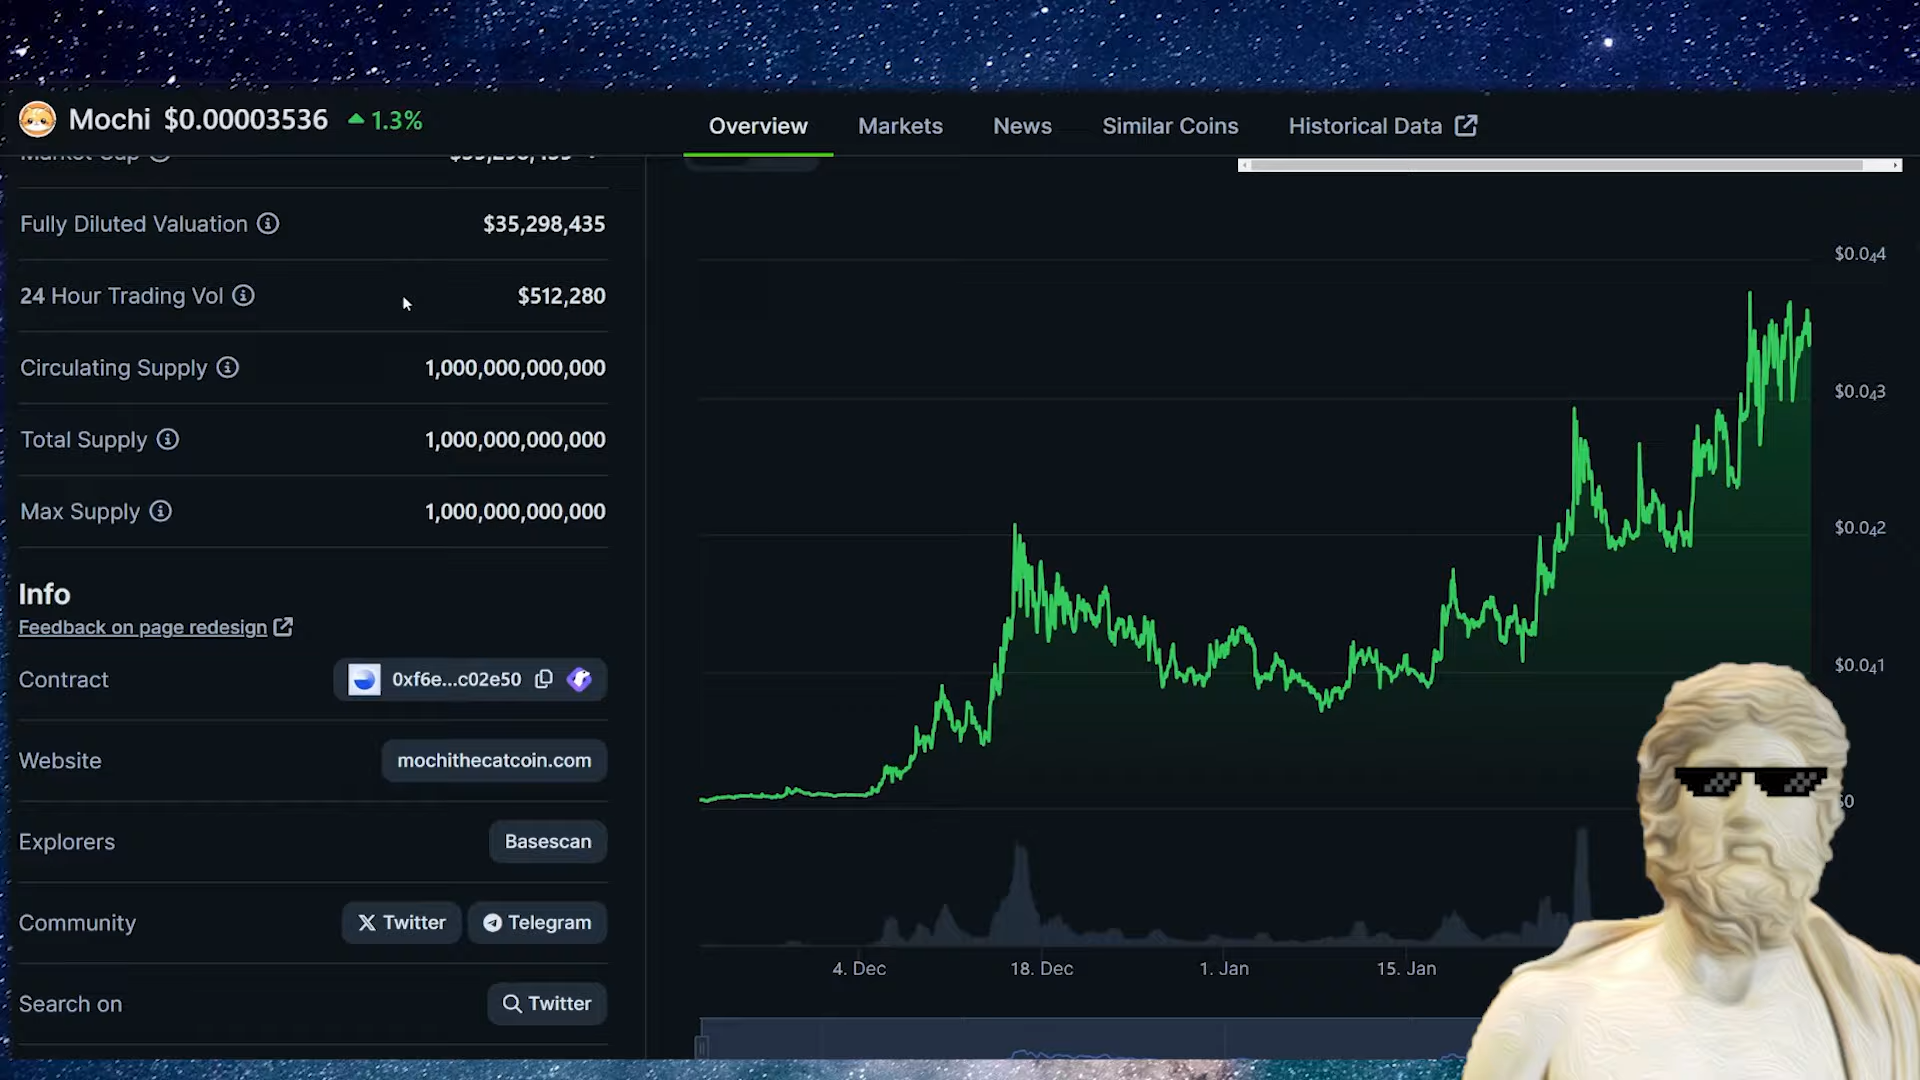 Mochi $0.00003536 1.3%
Overview Markets News Similar Coins Historical Data
Market Cap
Fully Diluted Valuation $35,298,435
24 Hour Trading Vol $512,280
Circulating Supply 1,000,000,000,000
Total Supply 1,000,000,000,000
Max Supply 1,000,000,000,000
Info
Feedback on page redesign
Contract 0xf6e...c02e50
Website mochithecatcoin.com
Explorers Basescan
Community Twitter Telegram
Search on Twitter
$0.0₄4
$0.0₄3
$0.0₄2
$0.0₄1
$0
4. Dec 18. Dec 1. Jan 15. Jan